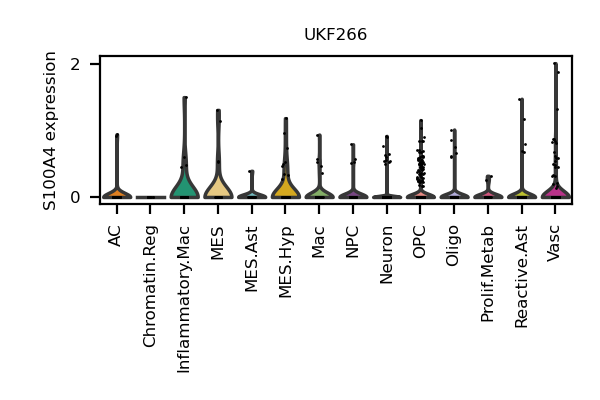 UKF266
S100A4 expression
2
0
AC
Chromatin.Reg
Inflammatory.Mac
MES
MES.Ast
MES.Hyp
Mac
NPC
Neuron
OPC
Oligo
Prolif.Metab
Reactive.Ast
Vasc